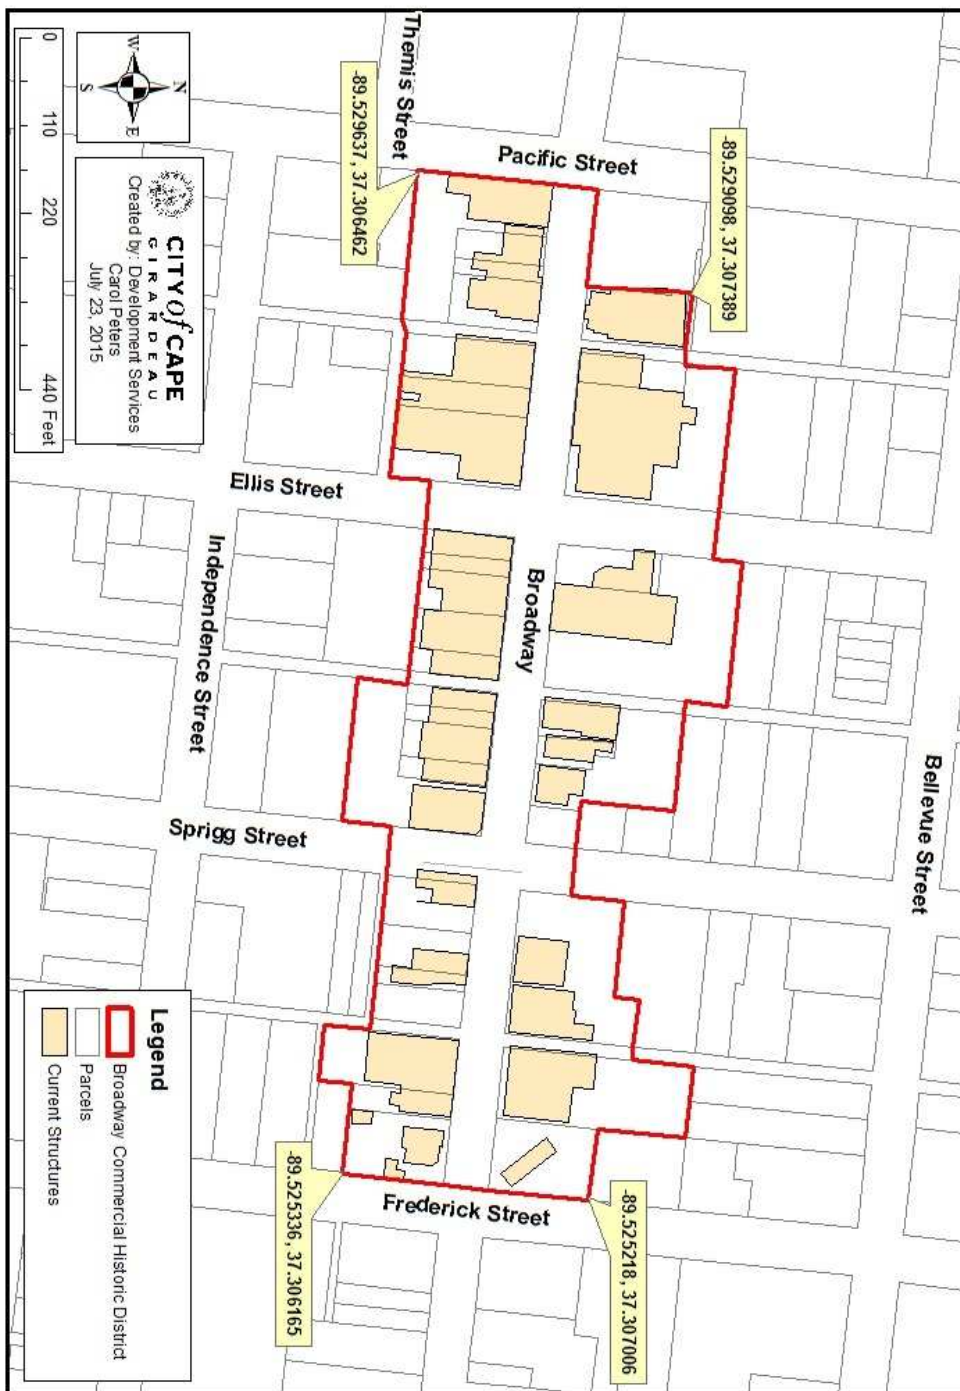 Themis Street
Pacific Street
-89.529098, 37.307389
-89.529637, 37.306462
Ellis Street
Independence Street
Broadway
Bellevue Street
Sprigg Street
Frederick Street
-89.525218, 37.307006
-89.525336, 37.306165
N
W
E
S
CITY of CAPE
GIRARDEAU
Created by: Development Services
Carol Peters
July 23, 2015
0 110 220 440 Feet
Legend
Broadway Commercial Historic District
Parcels
Current Structures